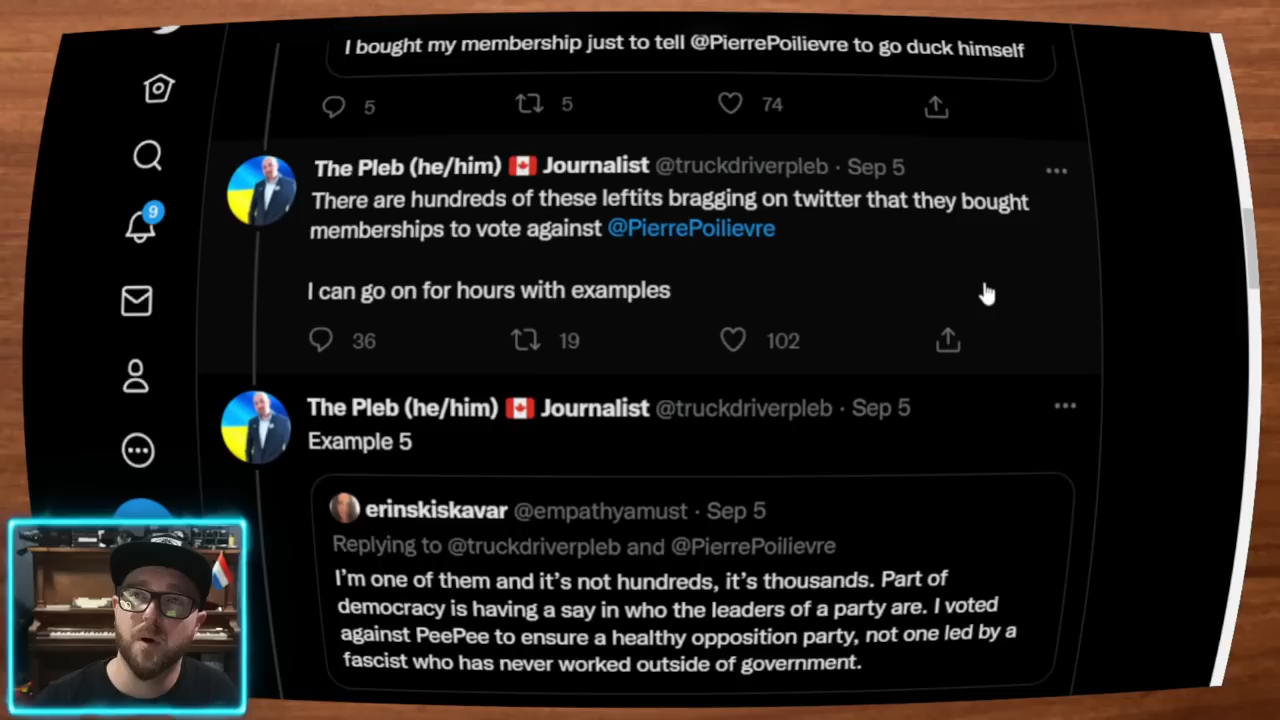 I bought my membership just to tell @PierrePoilievre to go duck himself
5 5 74
The Pleb (he/him) 🇨🇦 Journalist @truckdriverpleb · Sep 5
There are hundreds of these leftits bragging on twitter that they bought
memberships to vote against @PierrePoilievre
I can go on for hours with examples
36 19 102
9
The Pleb (he/him) 🇨🇦 Journalist @truckdriverpleb · Sep 5
Example 5
erinskiskavar @empathyamust · Sep 5
Replying to @truckdriverpleb and @PierrePoilievre
I'm one of them and it's not hundreds, it's thousands. Part of
democracy is having a say in who the leaders of a party are. I voted
against PeePee to ensure a healthy opposition party, not one led by a
fascist who has never worked outside of government.